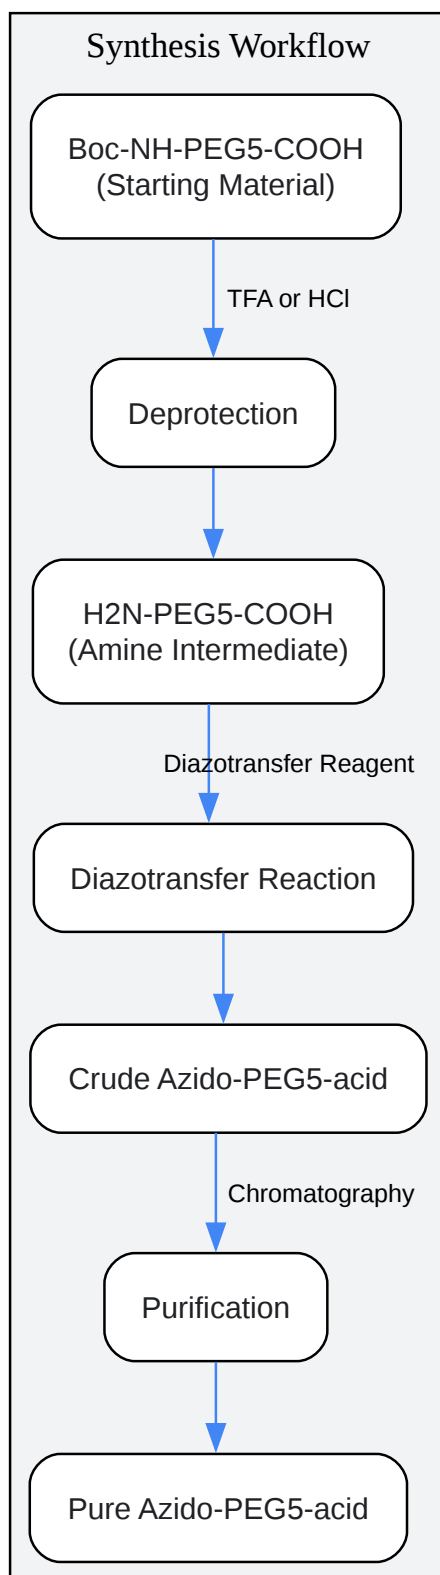 Synthesis Workflow
Boc-NH-PEG5-COOH
(Starting Material)
TFA or HCl
Deprotection
H2N-PEG5-COOH
(Amine Intermediate)
Diazotransfer Reagent
Diazotransfer Reaction
Crude Azido-PEG5-acid
Chromatography
Purification
Pure Azido-PEG5-acid